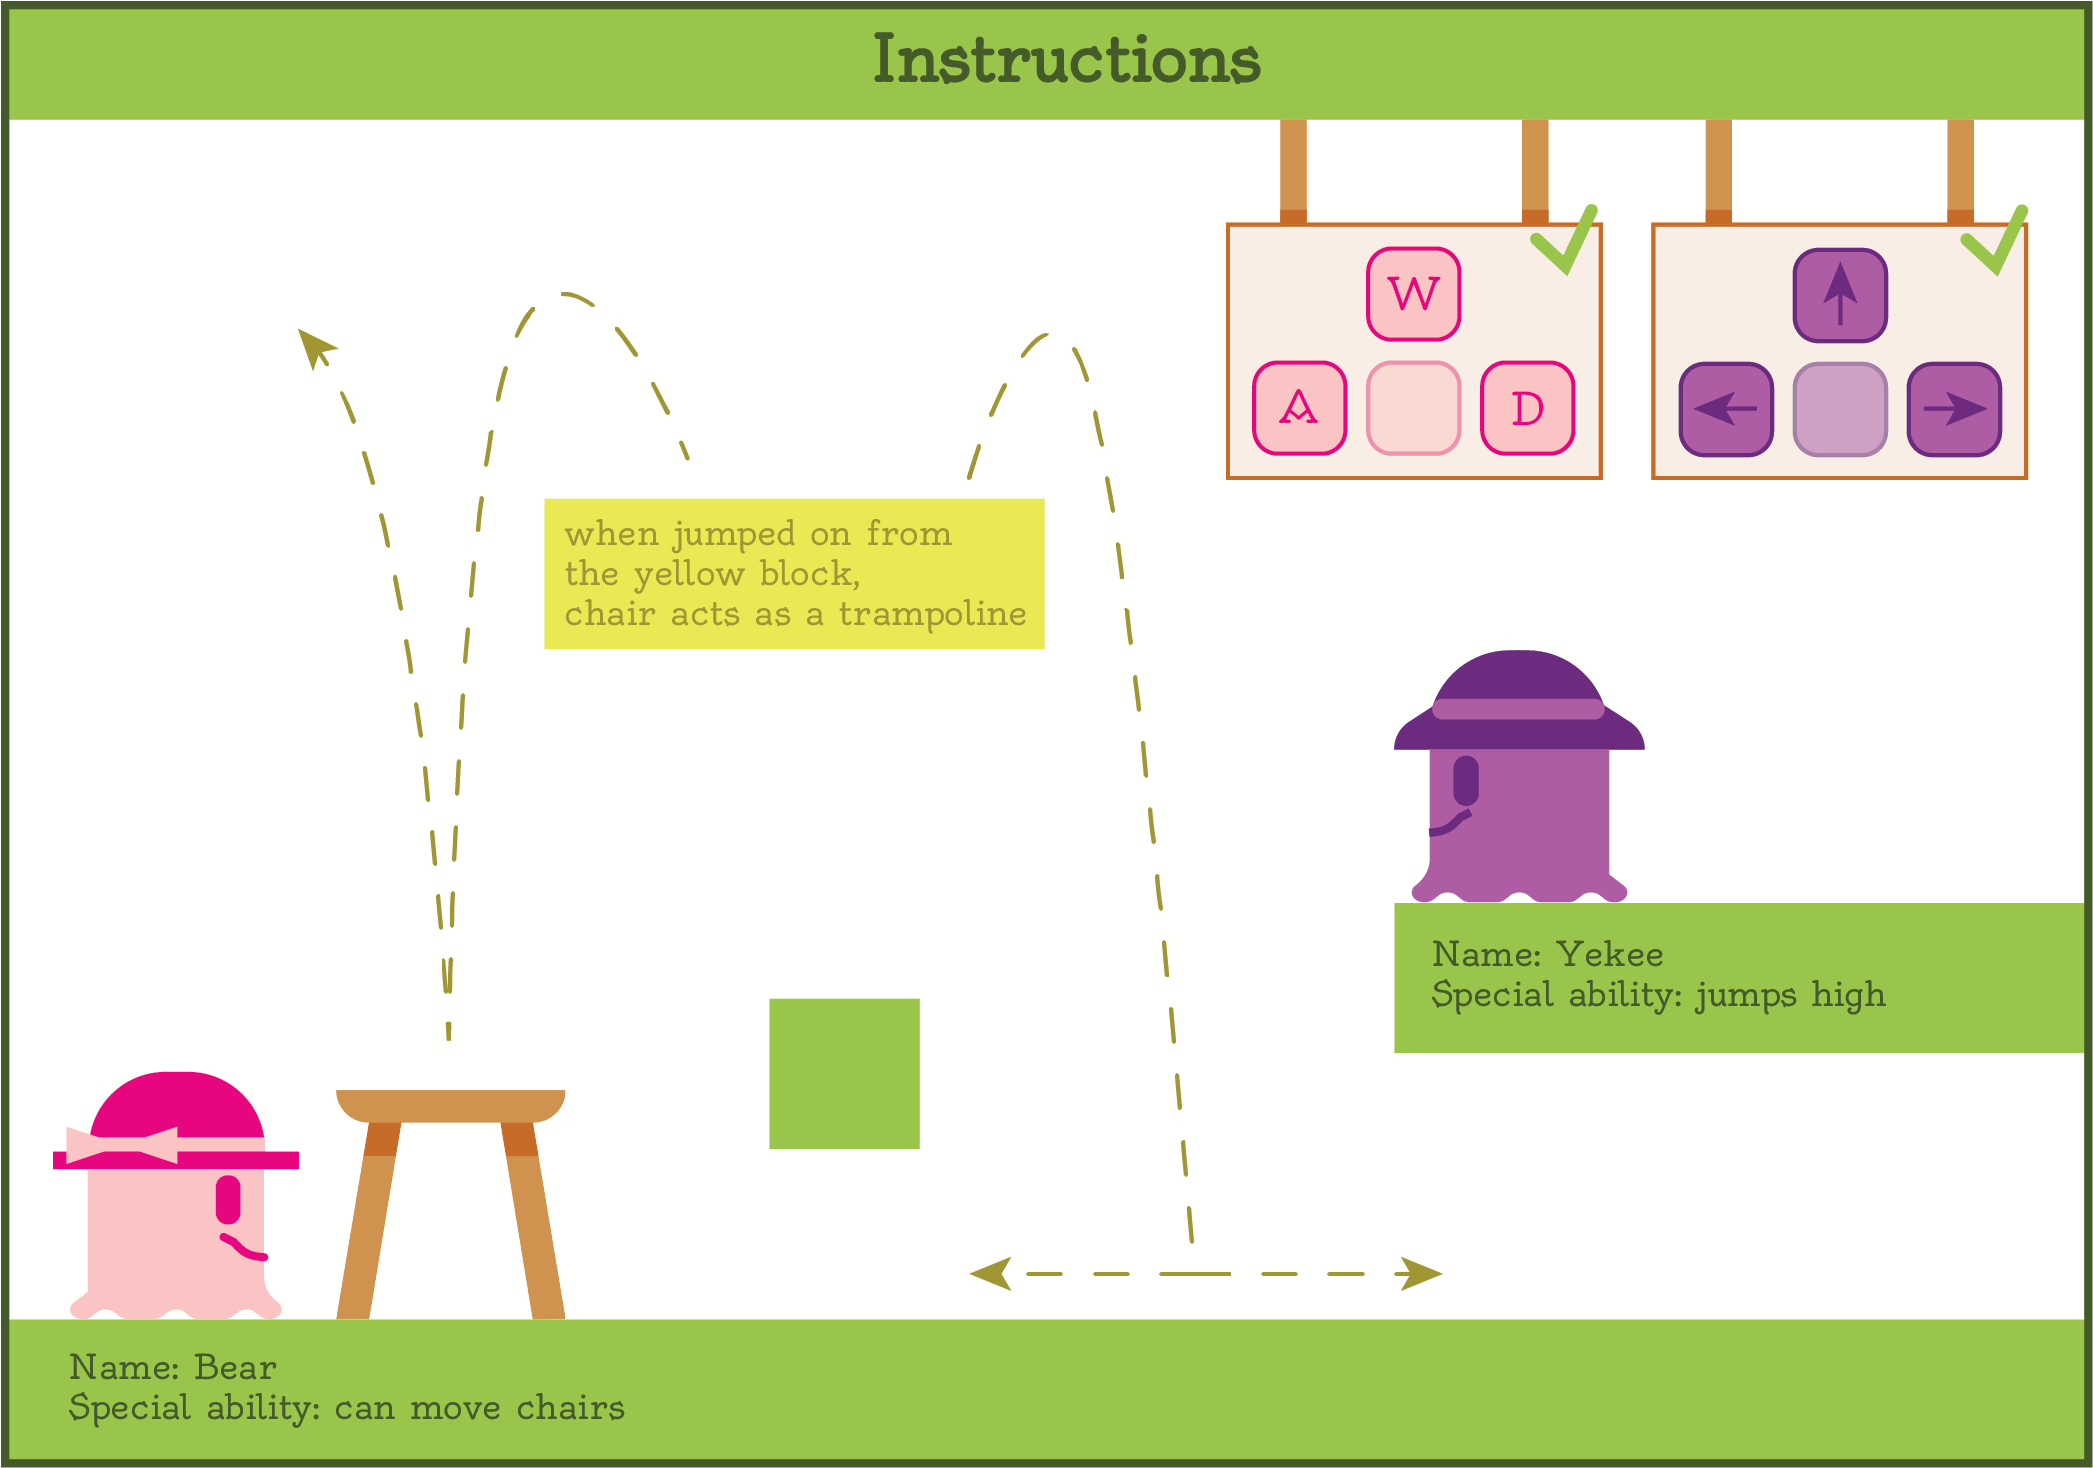 Instructions
W
A
D
when jumped on from
the yellow block,
chair acts as a trampoline
Name: Yekee
Special ability: jumps high
Name: Bear
Special ability: can move chairs